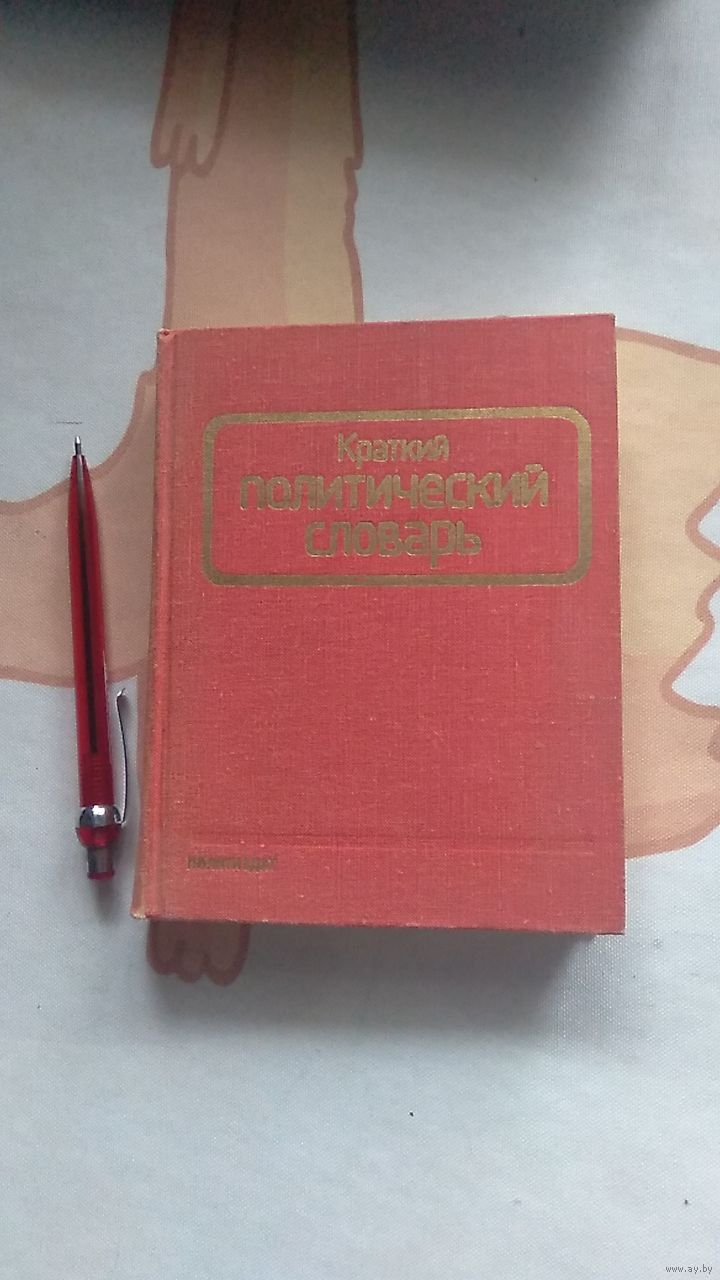 Краткий
политический
словарь
ПОЛИТИЗДАТ
www.ay.by